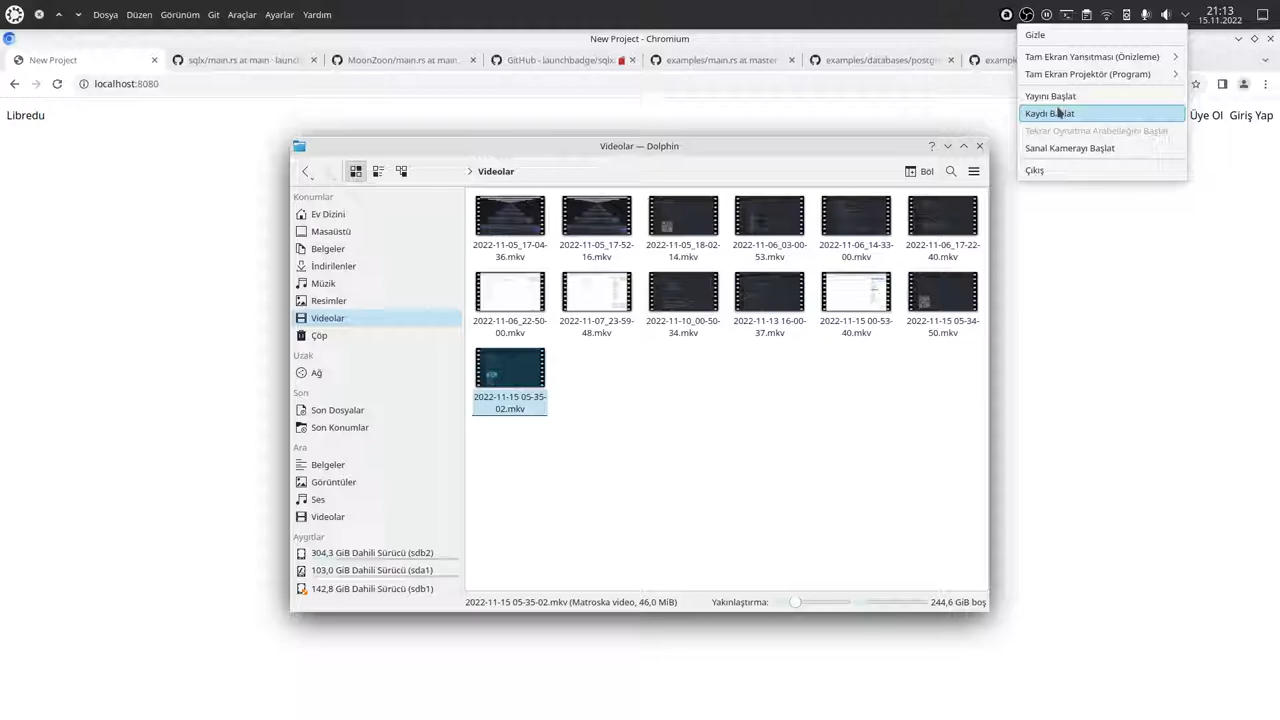 Dosya Düzen Görünüm Git Araçlar Ayarlar Yardım
21:13
15.11.2022
New Project - Chromium
New Project
sqlx/main.rs at main · launchb
MoonZoon/main.rs at main
GitHub - launchbadge/sqlx:
examples/main.rs at master
examples/databases/postgr
examp
localhost:8080
Libredu
Üye Ol Giriş Yap
Gizle
Tam Ekran Yansıtması (Önizleme)
Tam Ekran Projektör (Program)
Yayını Başlat
Kaydı Başlat
Tekrar Oynatma Arabelleğini Başlat
Sanal Kamerayı Başlat
Çıkış
Videolar — Dolphin
Videolar
Böl
Konumlar
Ev Dizini
Masaüstü
Belgeler
İndirilenler
Müzik
Resimler
Videolar
Çöp
Uzak
Ağ
Son
Son Dosyalar
Son Konumlar
Ara
Belgeler
Görüntüler
Ses
Videolar
Aygıtlar
304,3 GiB Dahili Sürücü (sdb2)
103,0 GiB Dahili Sürücü (sda1)
142,8 GiB Dahili Sürücü (sdb1)
2022-11-05_17-04-
36.mkv
2022-11-05_17-52-
16.mkv
2022-11-05_18-02-
14.mkv
2022-11-06_03-00-
53.mkv
2022-11-06_14-33-
00.mkv
2022-11-06_17-22-
40.mkv
2022-11-06_22-50-
00.mkv
2022-11-07_23-59-
48.mkv
2022-11-10_00-50-
34.mkv
2022-11-13 16-00-
37.mkv
2022-11-15 00-53-
40.mkv
2022-11-15 05-34-
50.mkv
2022-11-15 05-35-
02.mkv
2022-11-15 05-35-02.mkv (Matroska video, 46,0 MiB)
Yakınlaştırma:
244,6 GiB boş